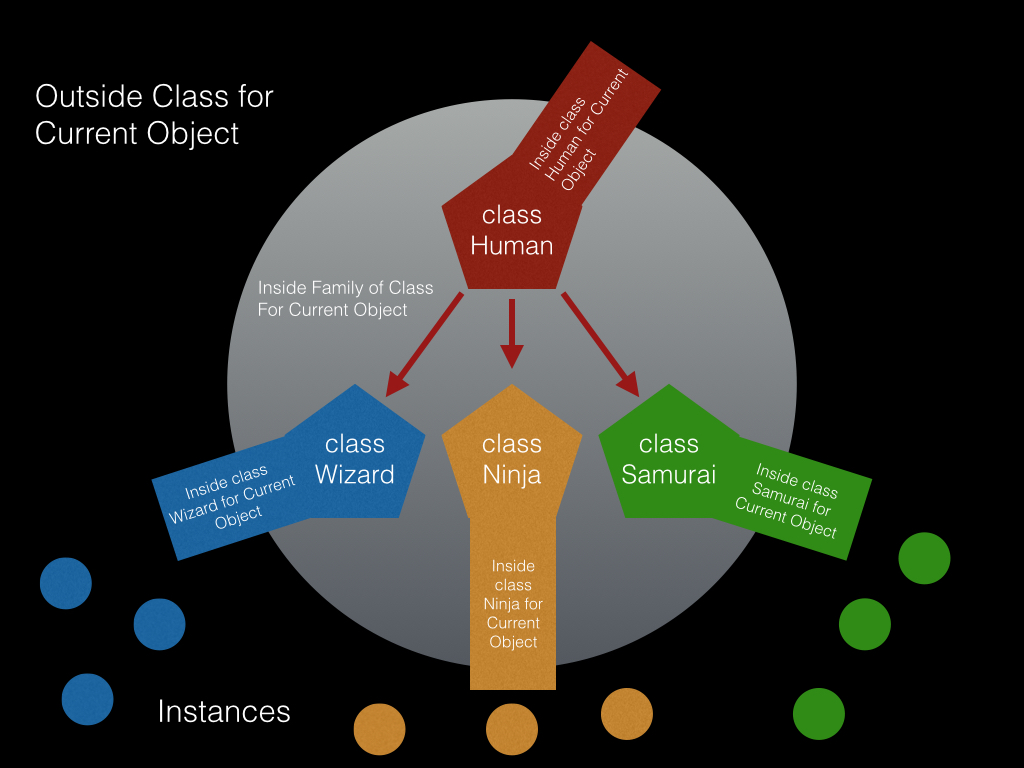 Outside Class for
Current Object
Inside class
Human for Current
Object
class
Human
Inside Family of Class
For Current Object
class
Wizard
class
Ninja
class
Samurai
Inside class
Wizard for Current
Object
Inside class
Samurai for
Current Object
Inside
class
Ninja for
Current
Object
Instances